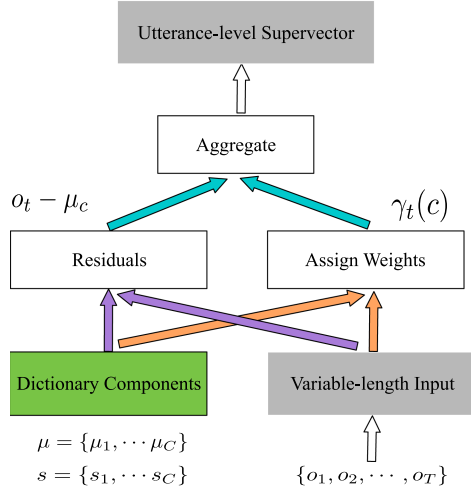 Utterance-level Supervector
Aggregate
o_t − μ_c
γ_t(c)
Residuals
Assign Weights
Dictionary Components
Variable-length Input
μ = {μ_1, ⋯ μ_C}
s = {s_1, ⋯ s_C}
{o_1, o_2, ⋯ , o_T}